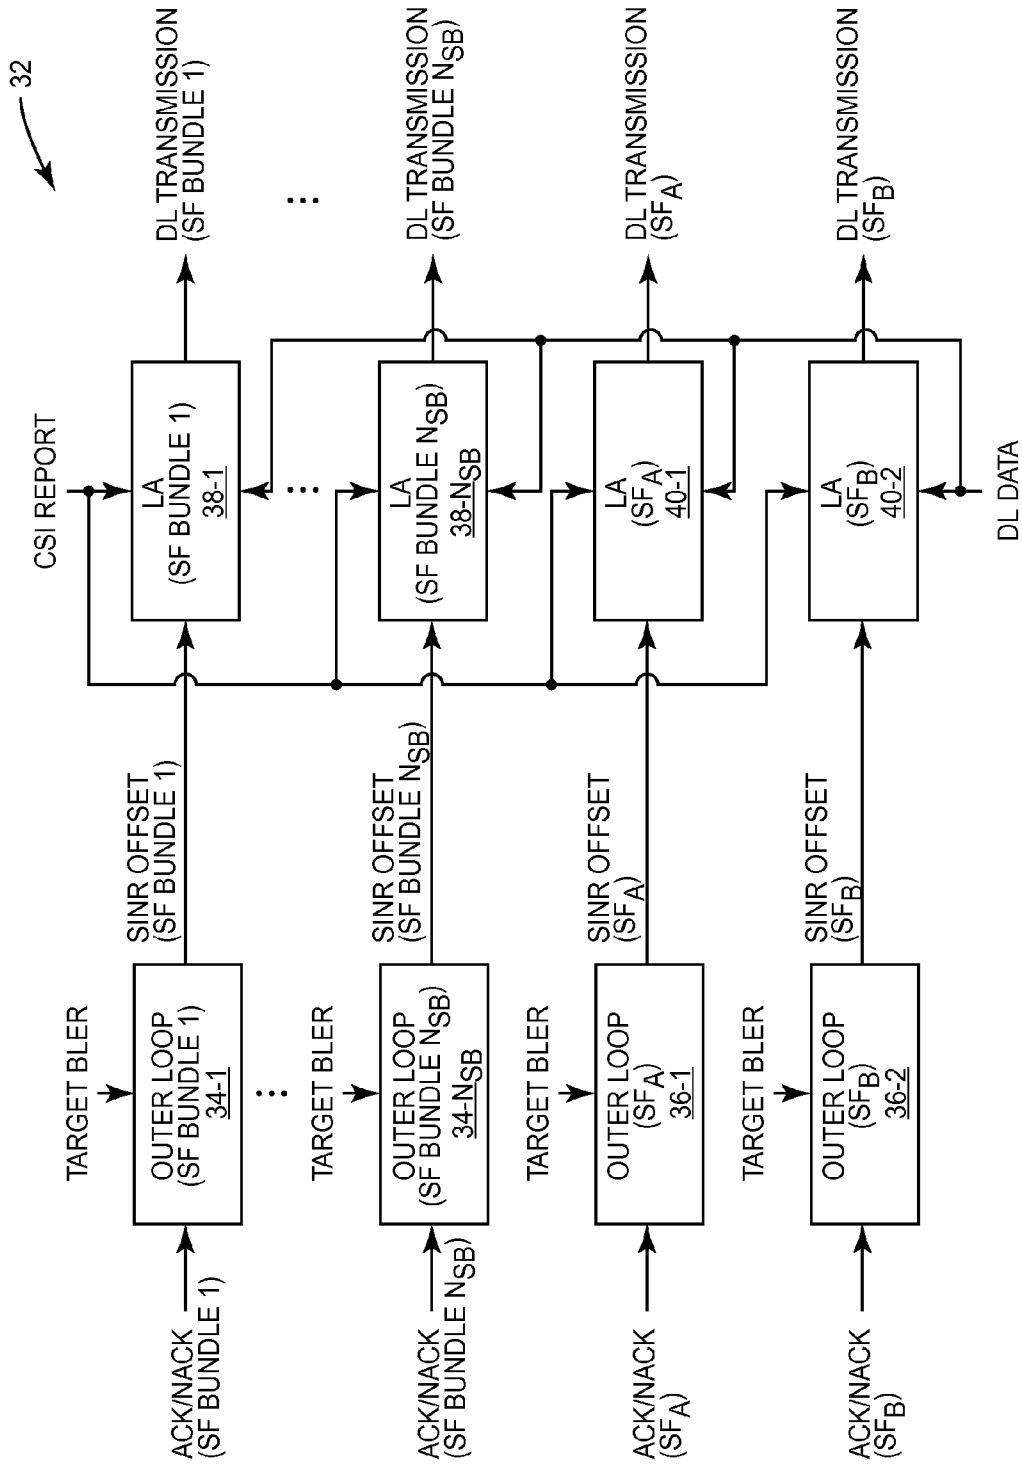 32
CSI REPORT
TARGET BLER
ACK/NACK
(SF BUNDLE 1)
OUTER LOOP
(SF BUNDLE 1)
34-1
SINR OFFSET
(SF BUNDLE 1)
LA
(SF BUNDLE 1)
38-1
DL TRANSMISSION
(SF BUNDLE 1)
...
...
...
TARGET BLER
ACK/NACK
(SF BUNDLE NSB)
OUTER LOOP
(SF BUNDLE NSB)
34-NSB
SINR OFFSET
(SF BUNDLE NSB)
LA
(SF BUNDLE NSB)
38-NSB
DL TRANSMISSION
(SF BUNDLE NSB)
TARGET BLER
ACK/NACK
(SFA)
OUTER LOOP
(SFA)
36-1
SINR OFFSET
(SFA)
LA
(SFA)
40-1
DL TRANSMISSION
(SFA)
TARGET BLER
ACK/NACK
(SFB)
OUTER LOOP
(SFB)
36-2
SINR OFFSET
(SFB)
LA
(SFB)
40-2
DL TRANSMISSION
(SFB)
DL DATA